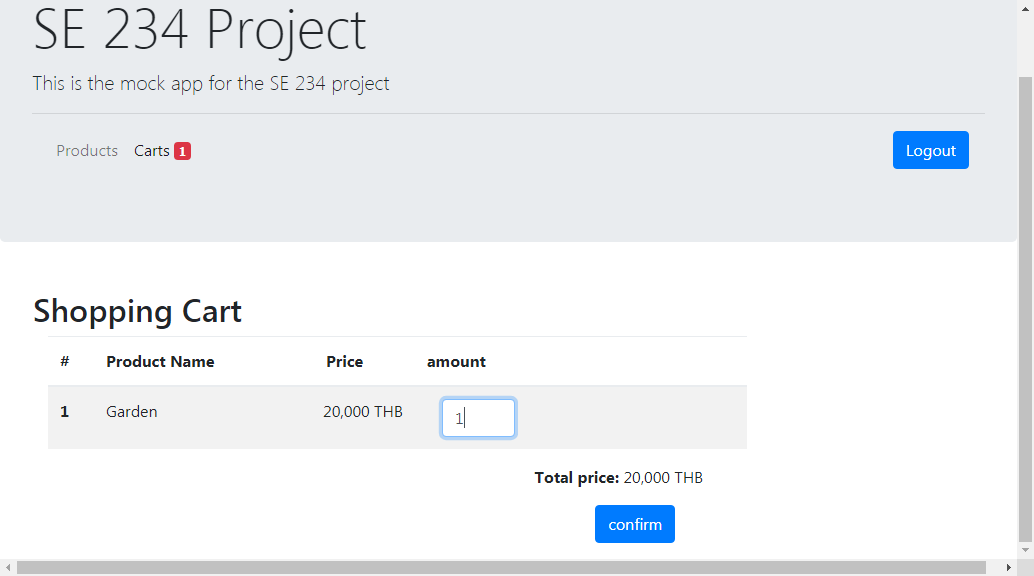 SE 234 Project
This is the mock app for the SE 234 project
Products Carts 1 Logout
Shopping Cart
# Product Name Price amount
1 Garden 20,000 THB 1
Total price: 20,000 THB
confirm